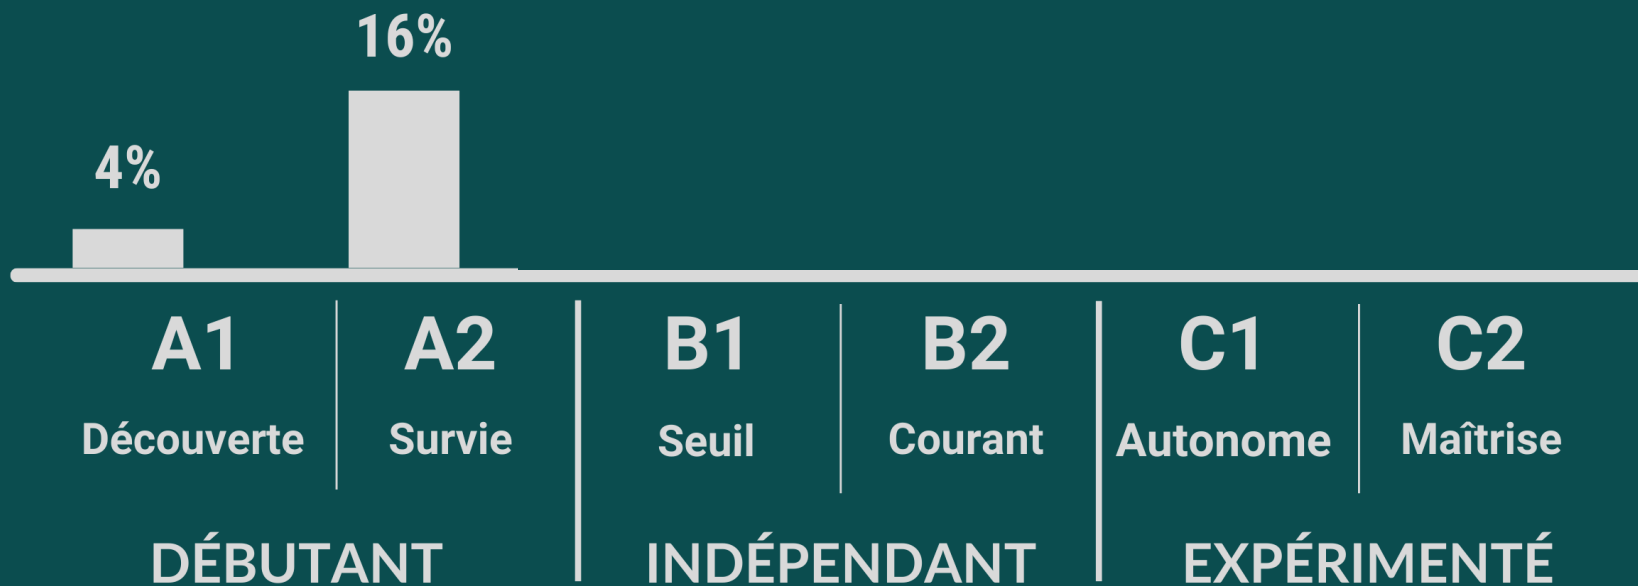 16%
4%
A1 A2 B1 B2 C1 C2
Découverte Survie Seuil Courant Autonome Maîtrise
DÉBUTANT INDÉPENDANT EXPÉRIMENTÉ